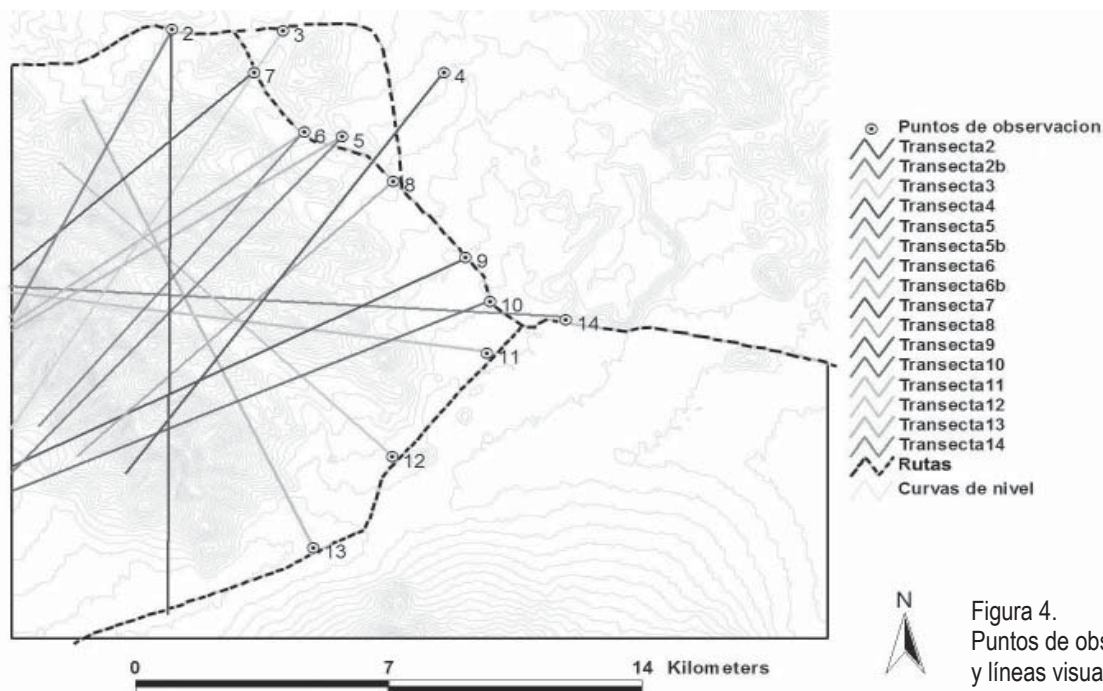 2
3
7
4
6
5
8
9
10
14
11
12
13
Puntos de observacion
Transecta2
Transecta2b
Transecta3
Transecta4
Transecta5
Transecta5b
Transecta6
Transecta6b
Transecta7
Transecta8
Transecta9
Transecta10
Transecta11
Transecta12
Transecta13
Transecta14
Rutas
Curvas de nivel
N
Figura 4.
Puntos de obs
y líneas visua
0 7 14 Kilometers